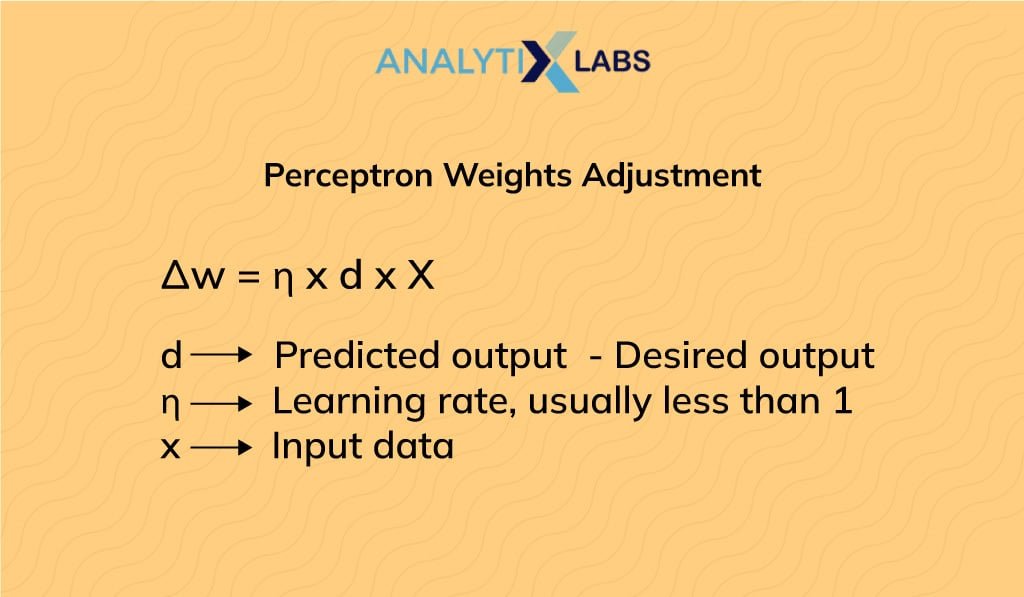 ANALYTIX LABS
Perceptron Weights Adjustment
Δw = η x d x X
d → Predicted output - Desired output
η → Learning rate, usually less than 1
x → Input data